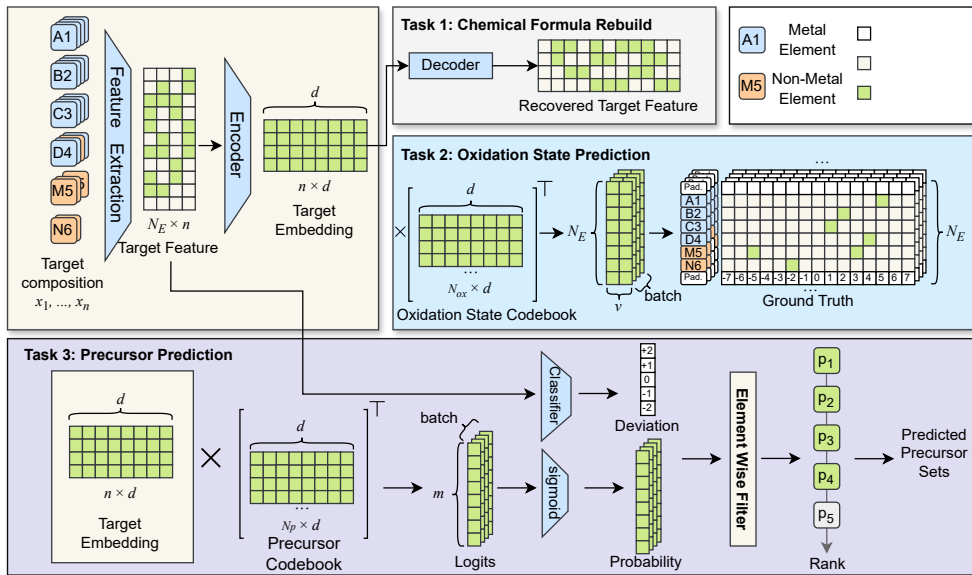 A1
B2
C3
D4
M5
N6
Target
composition
x1, ..., xn
Feature Extraction
NE × n
Target Feature
Encoder
d
n × d
Target
Embedding
Task 1: Chemical Formula Rebuild
Decoder
Recovered Target Feature
A1
Metal
Element
M5
Non-Metal
Element
Task 2: Oxidation State Prediction
×
d
...
Nox × d
⊤
Oxidation State Codebook
NE
v
batch
...
Pad.
A1
B2
C3
D4
M5
N6
Pad.
-7 -6 -5 -4 -3 -2 -1 0 1 2 3 4 5 6 7
...
Ground Truth
NE
Task 3: Precursor Prediction
d
n × d
Target
Embedding
×
d
...
Np × d
⊤
Precursor
Codebook
batch
m
Logits
Classifier
sigmoid
+2
+1
0
-1
-2
Deviation
Probability
Element Wise Filter
p1
p2
p3
p4
p5
Rank
Predicted
Precursor
Sets